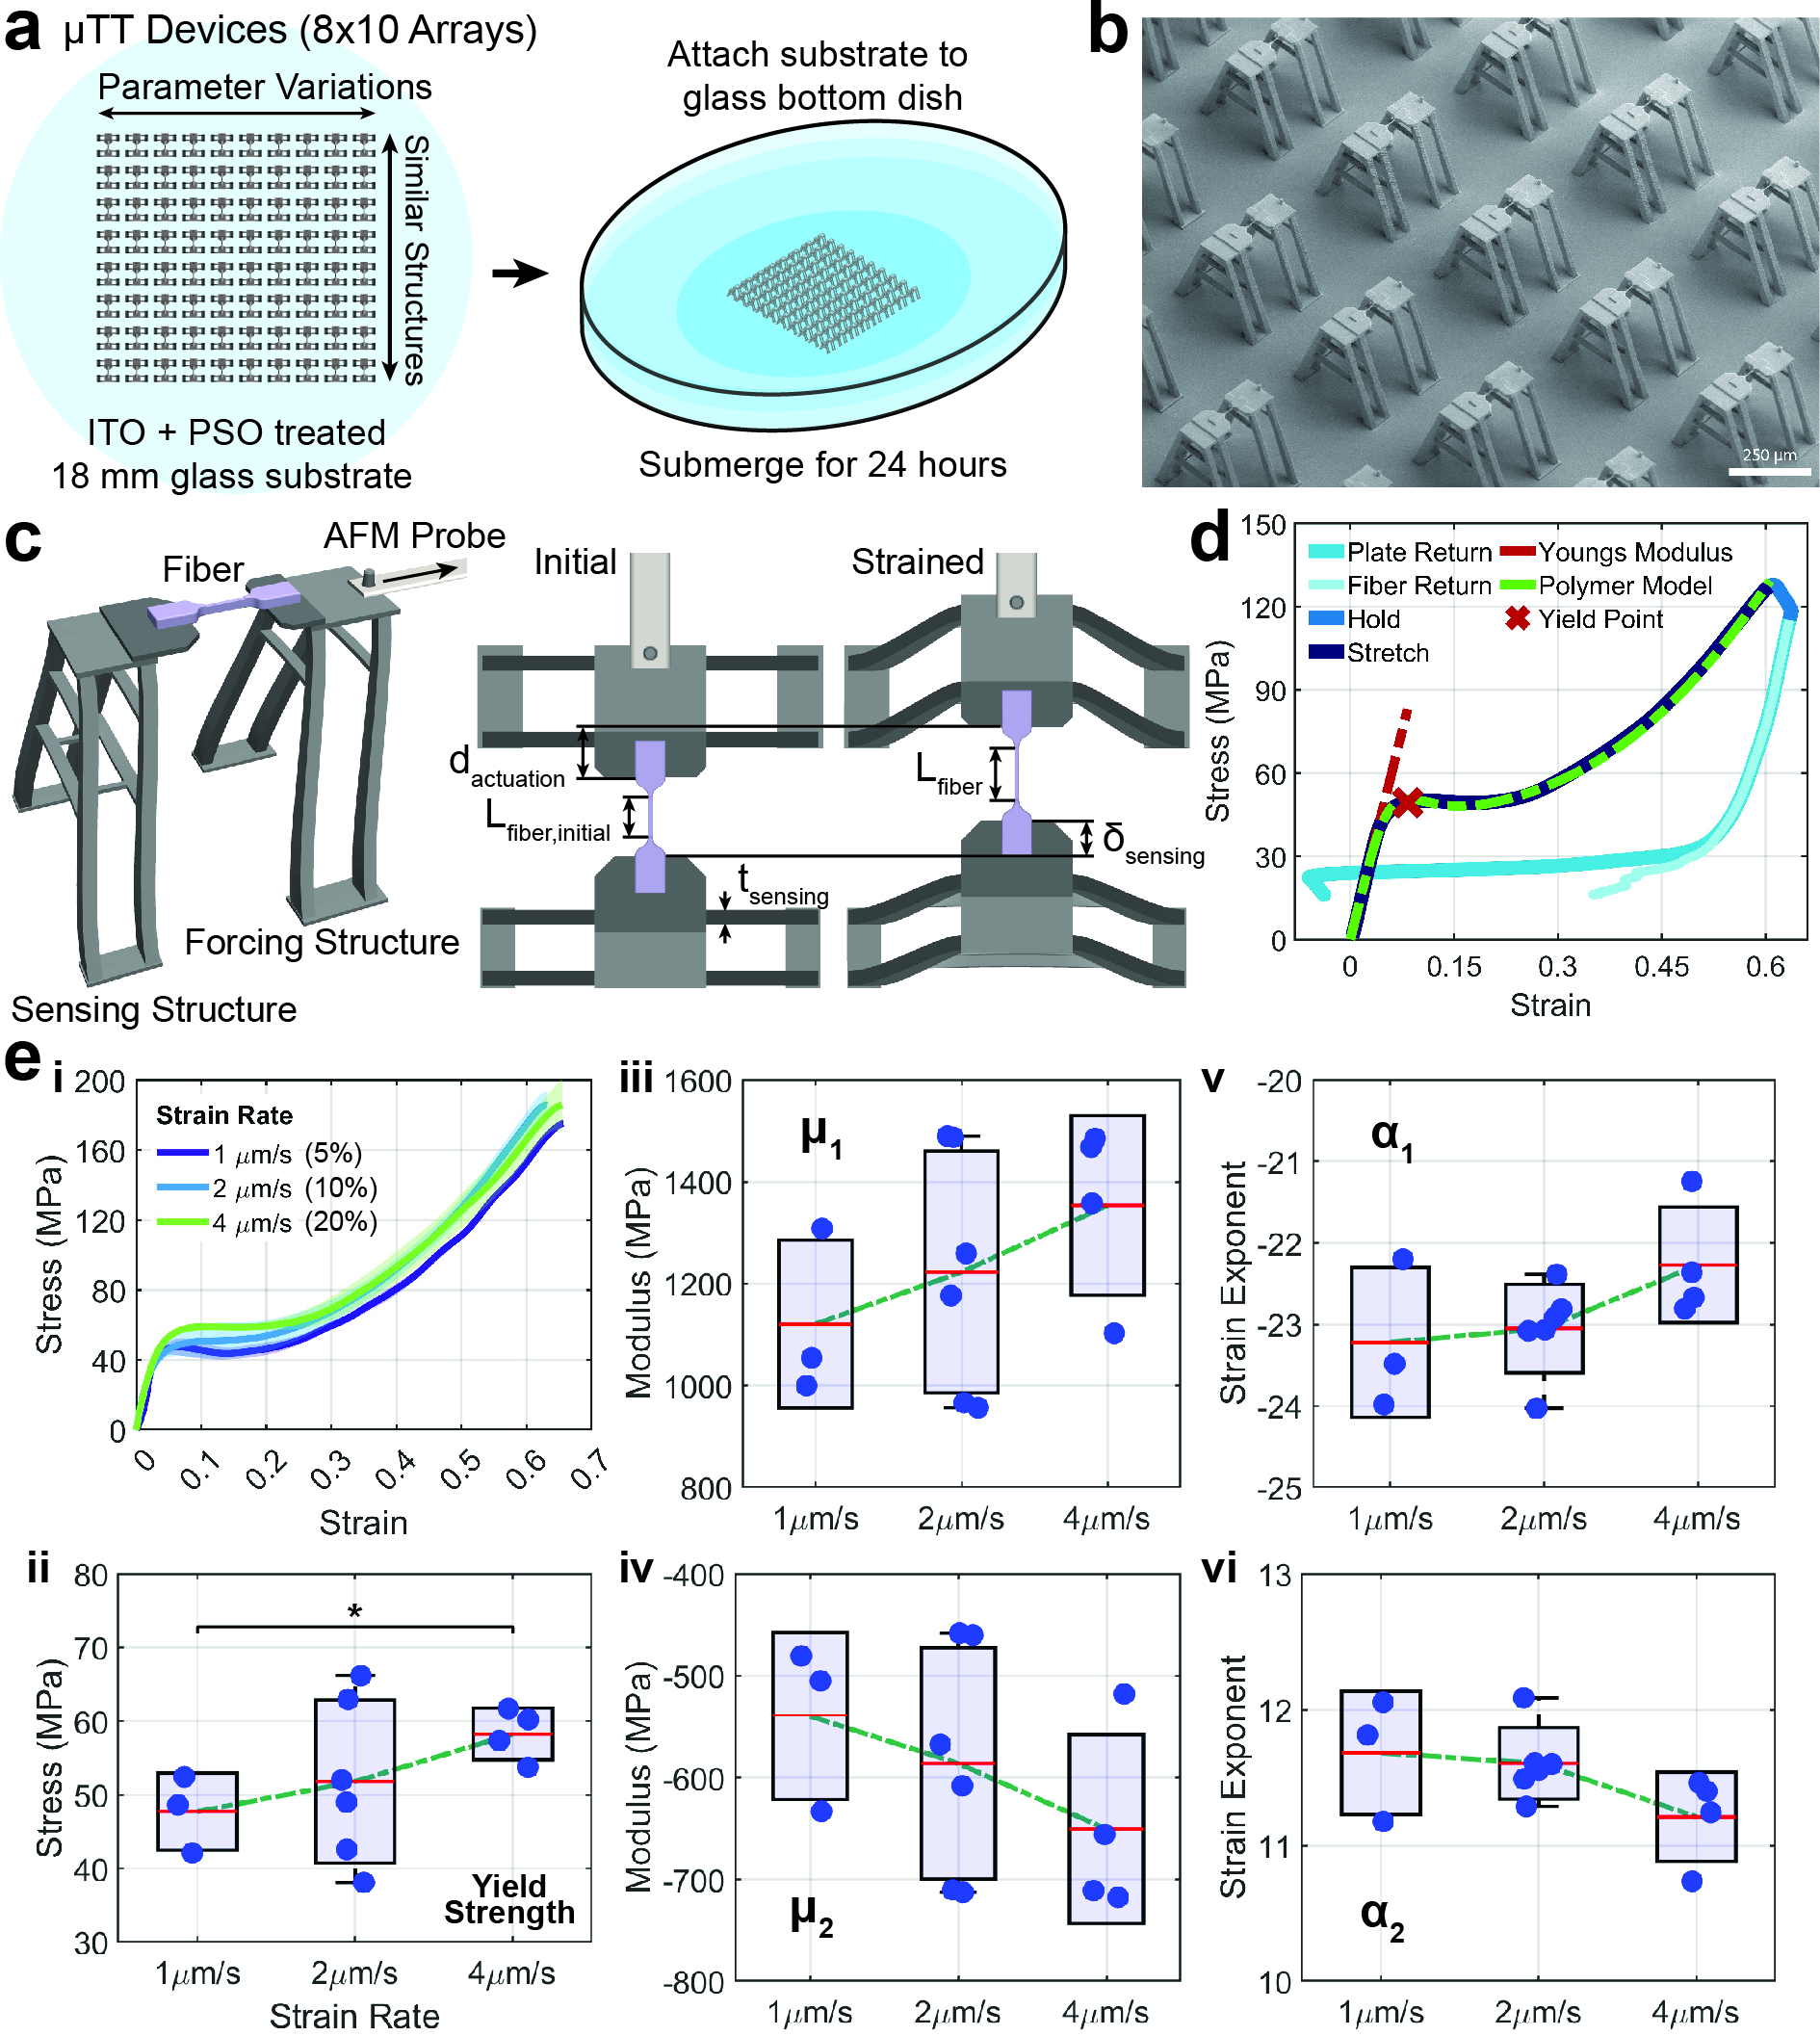 a
µTT Devices (8x10 Arrays)
Parameter Variations
Similar Structures
ITO + PSO treated
18 mm glass substrate
Attach substrate to
glass bottom dish
Submerge for 24 hours
b
250 µm
c
Fiber
AFM Probe
Forcing Structure
Sensing Structure
Initial
Strained
dactuation
Lfiber,initial
tsensing
Lfiber
δsensing
d
150
120
90
60
30
0
Stress (MPa)
Plate Return
Fiber Return
Hold
Stretch
Youngs Modulus
Polymer Model
Yield Point
0
0.15
0.3
0.45
0.6
Strain
e
i
200
160
120
80
40
0
Stress (MPa)
Strain Rate
1 µm/s (5%)
2 µm/s (10%)
4 µm/s (20%)
0
0.1
0.2
0.3
0.4
0.5
0.6
0.7
Strain
ii
80
70
60
50
40
30
Stress (MPa)
*
Yield
Strength
1µm/s
2µm/s
4µm/s
Strain Rate
iii
1600
1400
1200
1000
800
Modulus (MPa)
µ1
1µm/s
2µm/s
4µm/s
iv
-400
-500
-600
-700
-800
Modulus (MPa)
µ2
1µm/s
2µm/s
4µm/s
v
-20
-21
-22
-23
-24
-25
Strain Exponent
α1
1µm/s
2µm/s
4µm/s
vi
13
12
11
10
Strain Exponent
α2
1µm/s
2µm/s
4µm/s